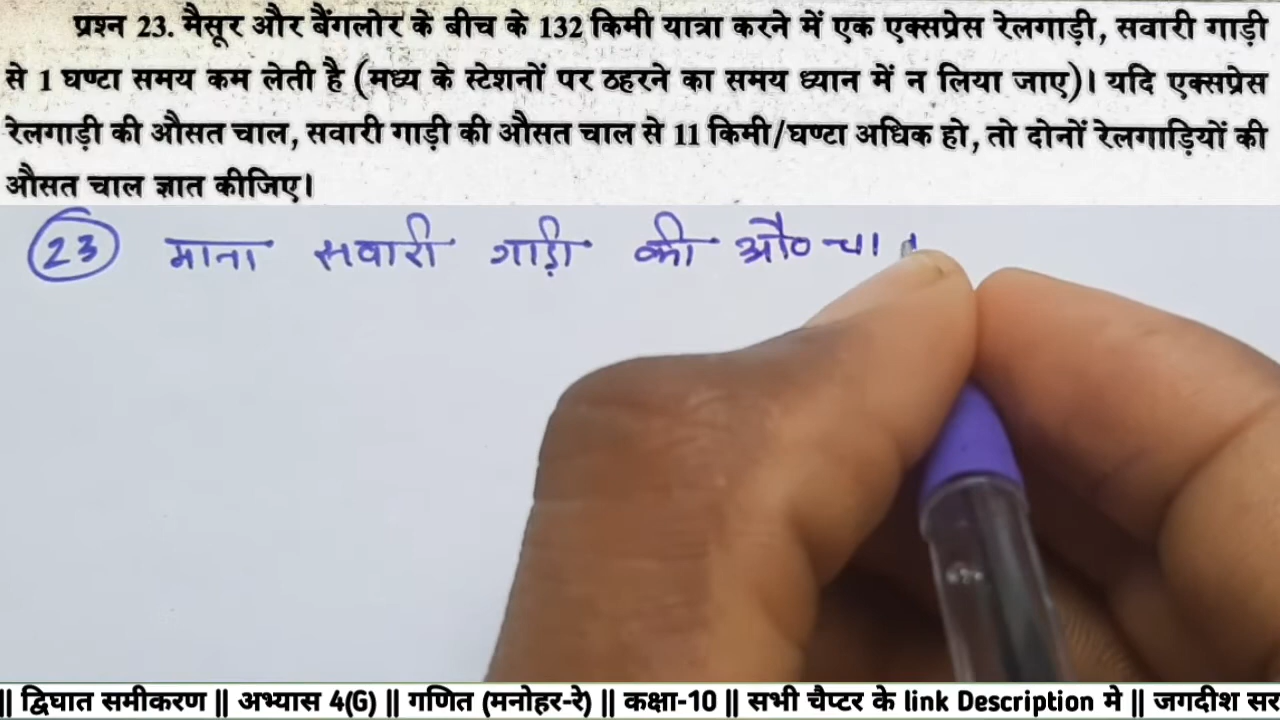 प्रश्न 23. मैसूर और बैंगलोर के बीच के 132 किमी यात्रा करने में एक एक्सप्रेस रेलगाड़ी, सवारी गाड़ी
से 1 घण्टा समय कम लेती है (मध्य के स्टेशनों पर ठहरने का समय ध्यान में न लिया जाए)। यदि एक्सप्रेस
रेलगाड़ी की औसत चाल, सवारी गाड़ी की औसत चाल से 11 किमी/घण्टा अधिक हो, तो दोनों रेलगाड़ियों की
औसत चाल ज्ञात कीजिए।
23 माना सवारी गाड़ी की औ० चा
|| द्विघात समीकरण || अभ्यास 4(G) || गणित (मनोहर-रे) || कक्षा-10 || सभी चैप्टर के link Description मे || जगदीश सर